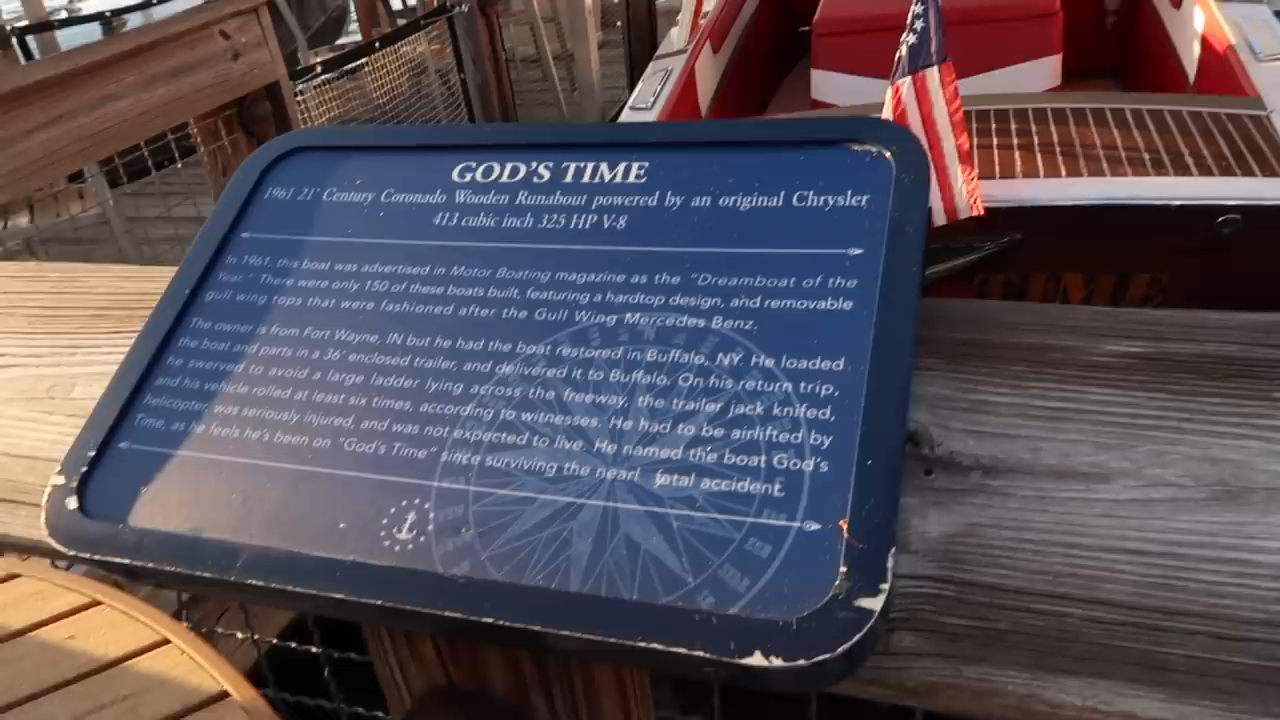 GOD'S TIME
1961 21' Century Coronado Wooden Runabout powered by an original Chrysler
413 cubic inch 325 HP V-8
In 1961, this boat was advertised in Motor Boating magazine as the "Dreamboat of the
Year." There were only 150 of these boats built, featuring a hardtop design, and removable
gull wing tops that were fashioned after the Gull Wing Mercedes Benz.
The owner is from Fort Wayne, IN but he had the boat restored in Buffalo, NY. He loaded
the boat and parts in a 36' enclosed trailer, and delivered it to Buffalo. On his return trip,
he swerved to avoid a large ladder lying across the freeway, the trailer jack knifed,
and his vehicle rolled at least six times, according to witnesses. He had to be airlifted by
helicopter, was seriously injured, and was not expected to live. He named the boat God's
Time, as he feels he's been on "God's Time" since surviving the nearl fatal accident.
TIME